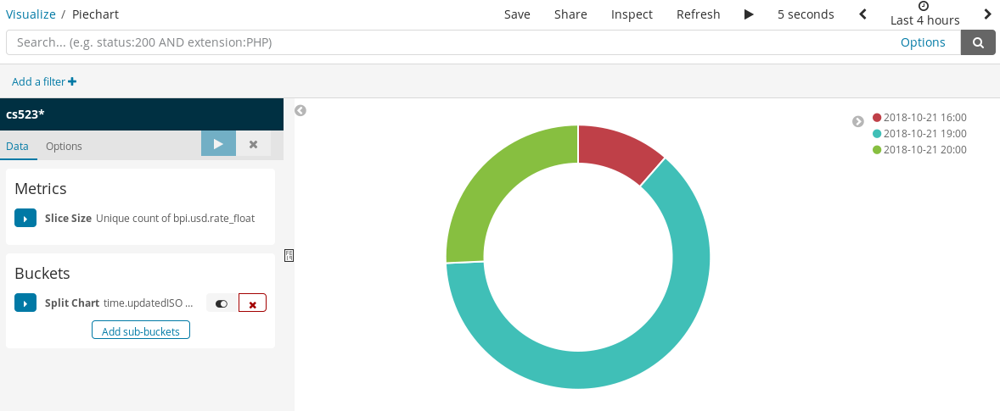 Visualize / Piechart
Save Share Inspect Refresh 5 seconds Last 4 hours
Search... (e.g. status:200 AND extension:PHP) Options
Add a filter
cs523*
Data Options
Metrics
Slice Size Unique count of bpi.usd.rate_float
Buckets
Split Chart time.updatedISO ...
Add sub-buckets
2018-10-21 16:00
2018-10-21 19:00
2018-10-21 20:00